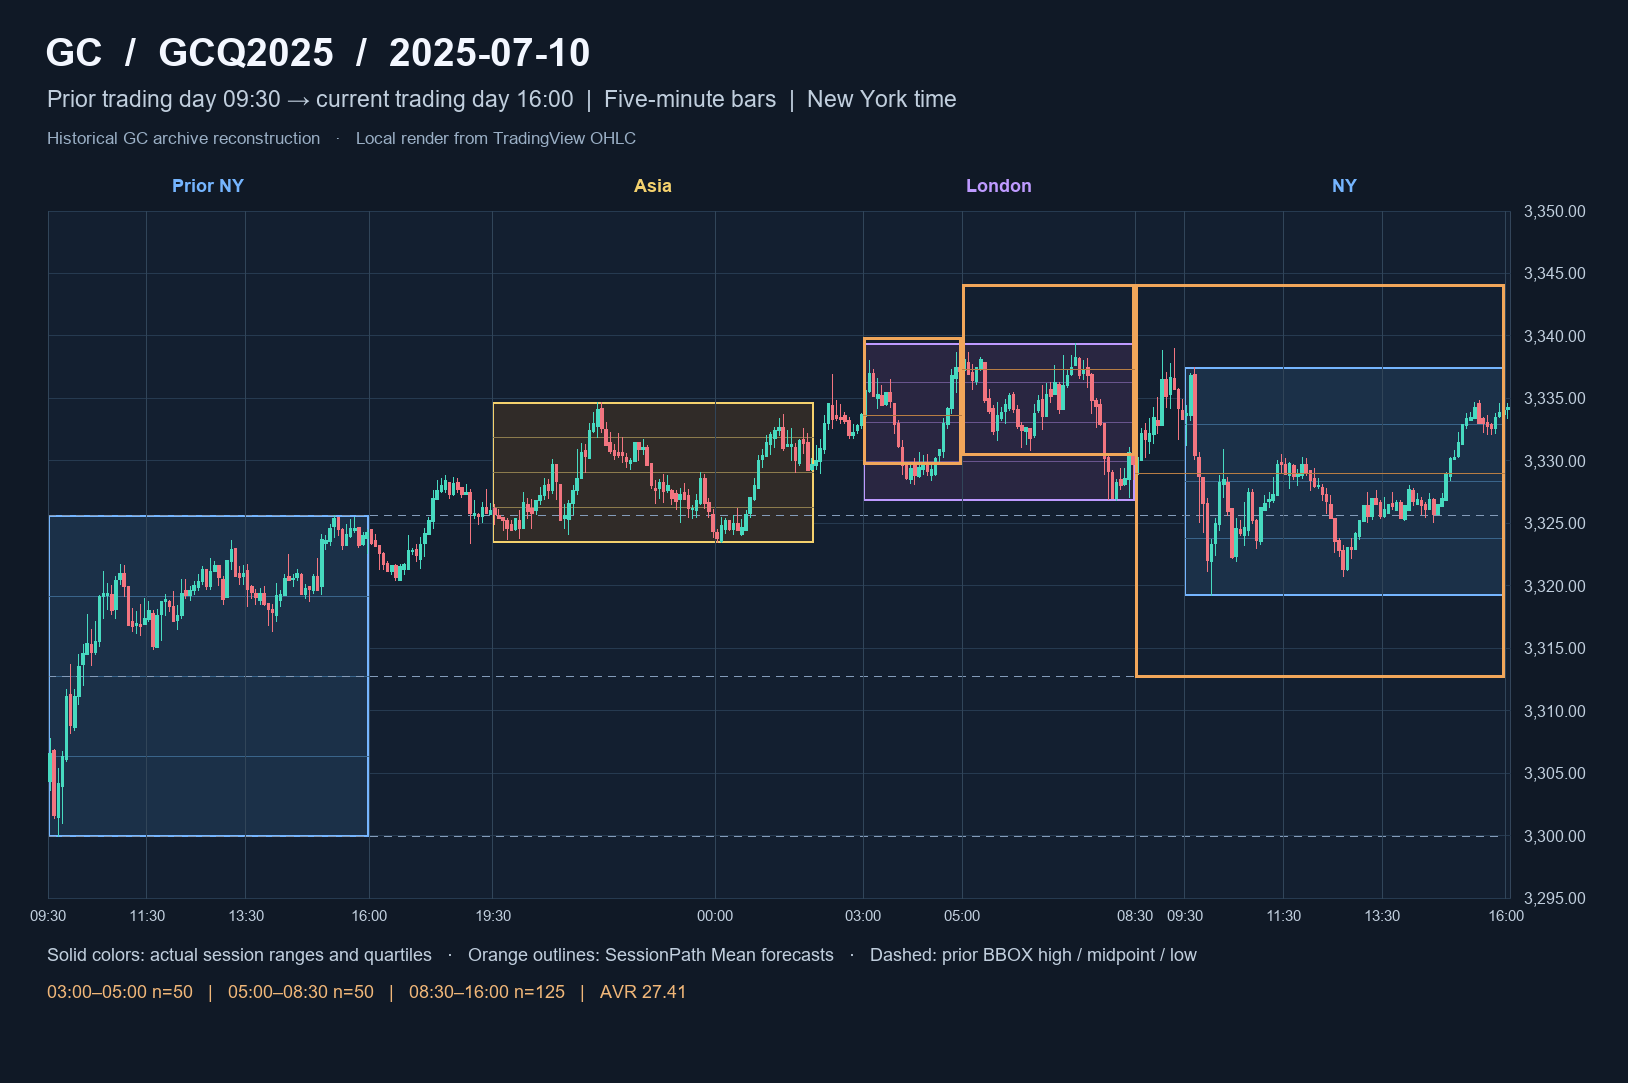 GC / GCQ2025 / 2025-07-10
Prior trading day 09:30 → current trading day 16:00 | Five-minute bars | New York time
Historical GC archive reconstruction · Local render from TradingView OHLC
Prior NY
Asia
London
NY
3,350.00
3,345.00
3,340.00
3,335.00
3,330.00
3,325.00
3,320.00
3,315.00
3,310.00
3,305.00
3,300.00
3,295.00
09:30
11:30
13:30
16:00
19:30
00:00
03:00
05:00
08:30
09:30
11:30
13:30
16:00
Solid colors: actual session ranges and quartiles · Orange outlines: SessionPath Mean forecasts · Dashed: prior BBOX high / midpoint / low
03:00–05:00 n=50 | 05:00–08:30 n=50 | 08:30–16:00 n=125 | AVR 27.41